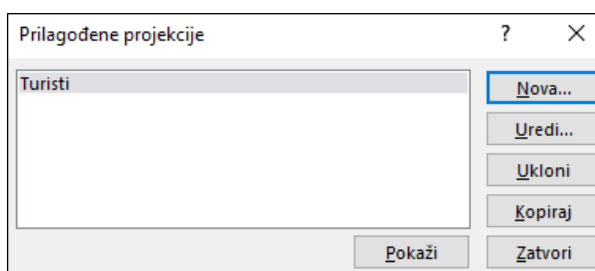 Prilagođene projekcije ?
Turisti
Nova...
Uredi...
Ukloni
Kopiraj
Pokaži
Zatvori